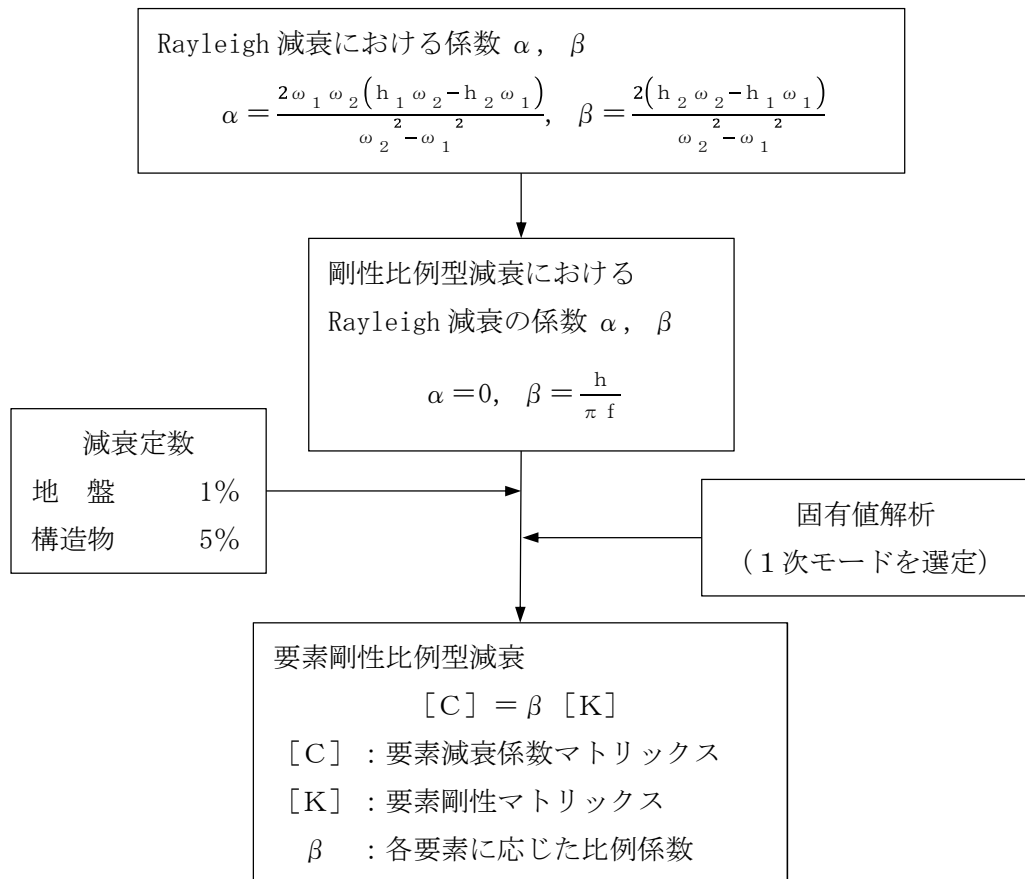 Rayleigh 減衰における係数 α, β
α＝2ω₁ω₂(h₁ω₂−h₂ω₁)/(ω₂²−ω₁²), β＝2(h₂ω₂−h₁ω₁)/(ω₂²−ω₁²)
剛性比例型減衰における
Rayleigh 減衰の係数 α, β
α＝0, β＝h/(πf)
減衰定数
地　盤　1%
構造物　5%
固有値解析
（１次モードを選定）
要素剛性比例型減衰
［C］＝β［K］
［C］：要素減衰係数マトリックス
［K］：要素剛性マトリックス
β　：各要素に応じた比例係数